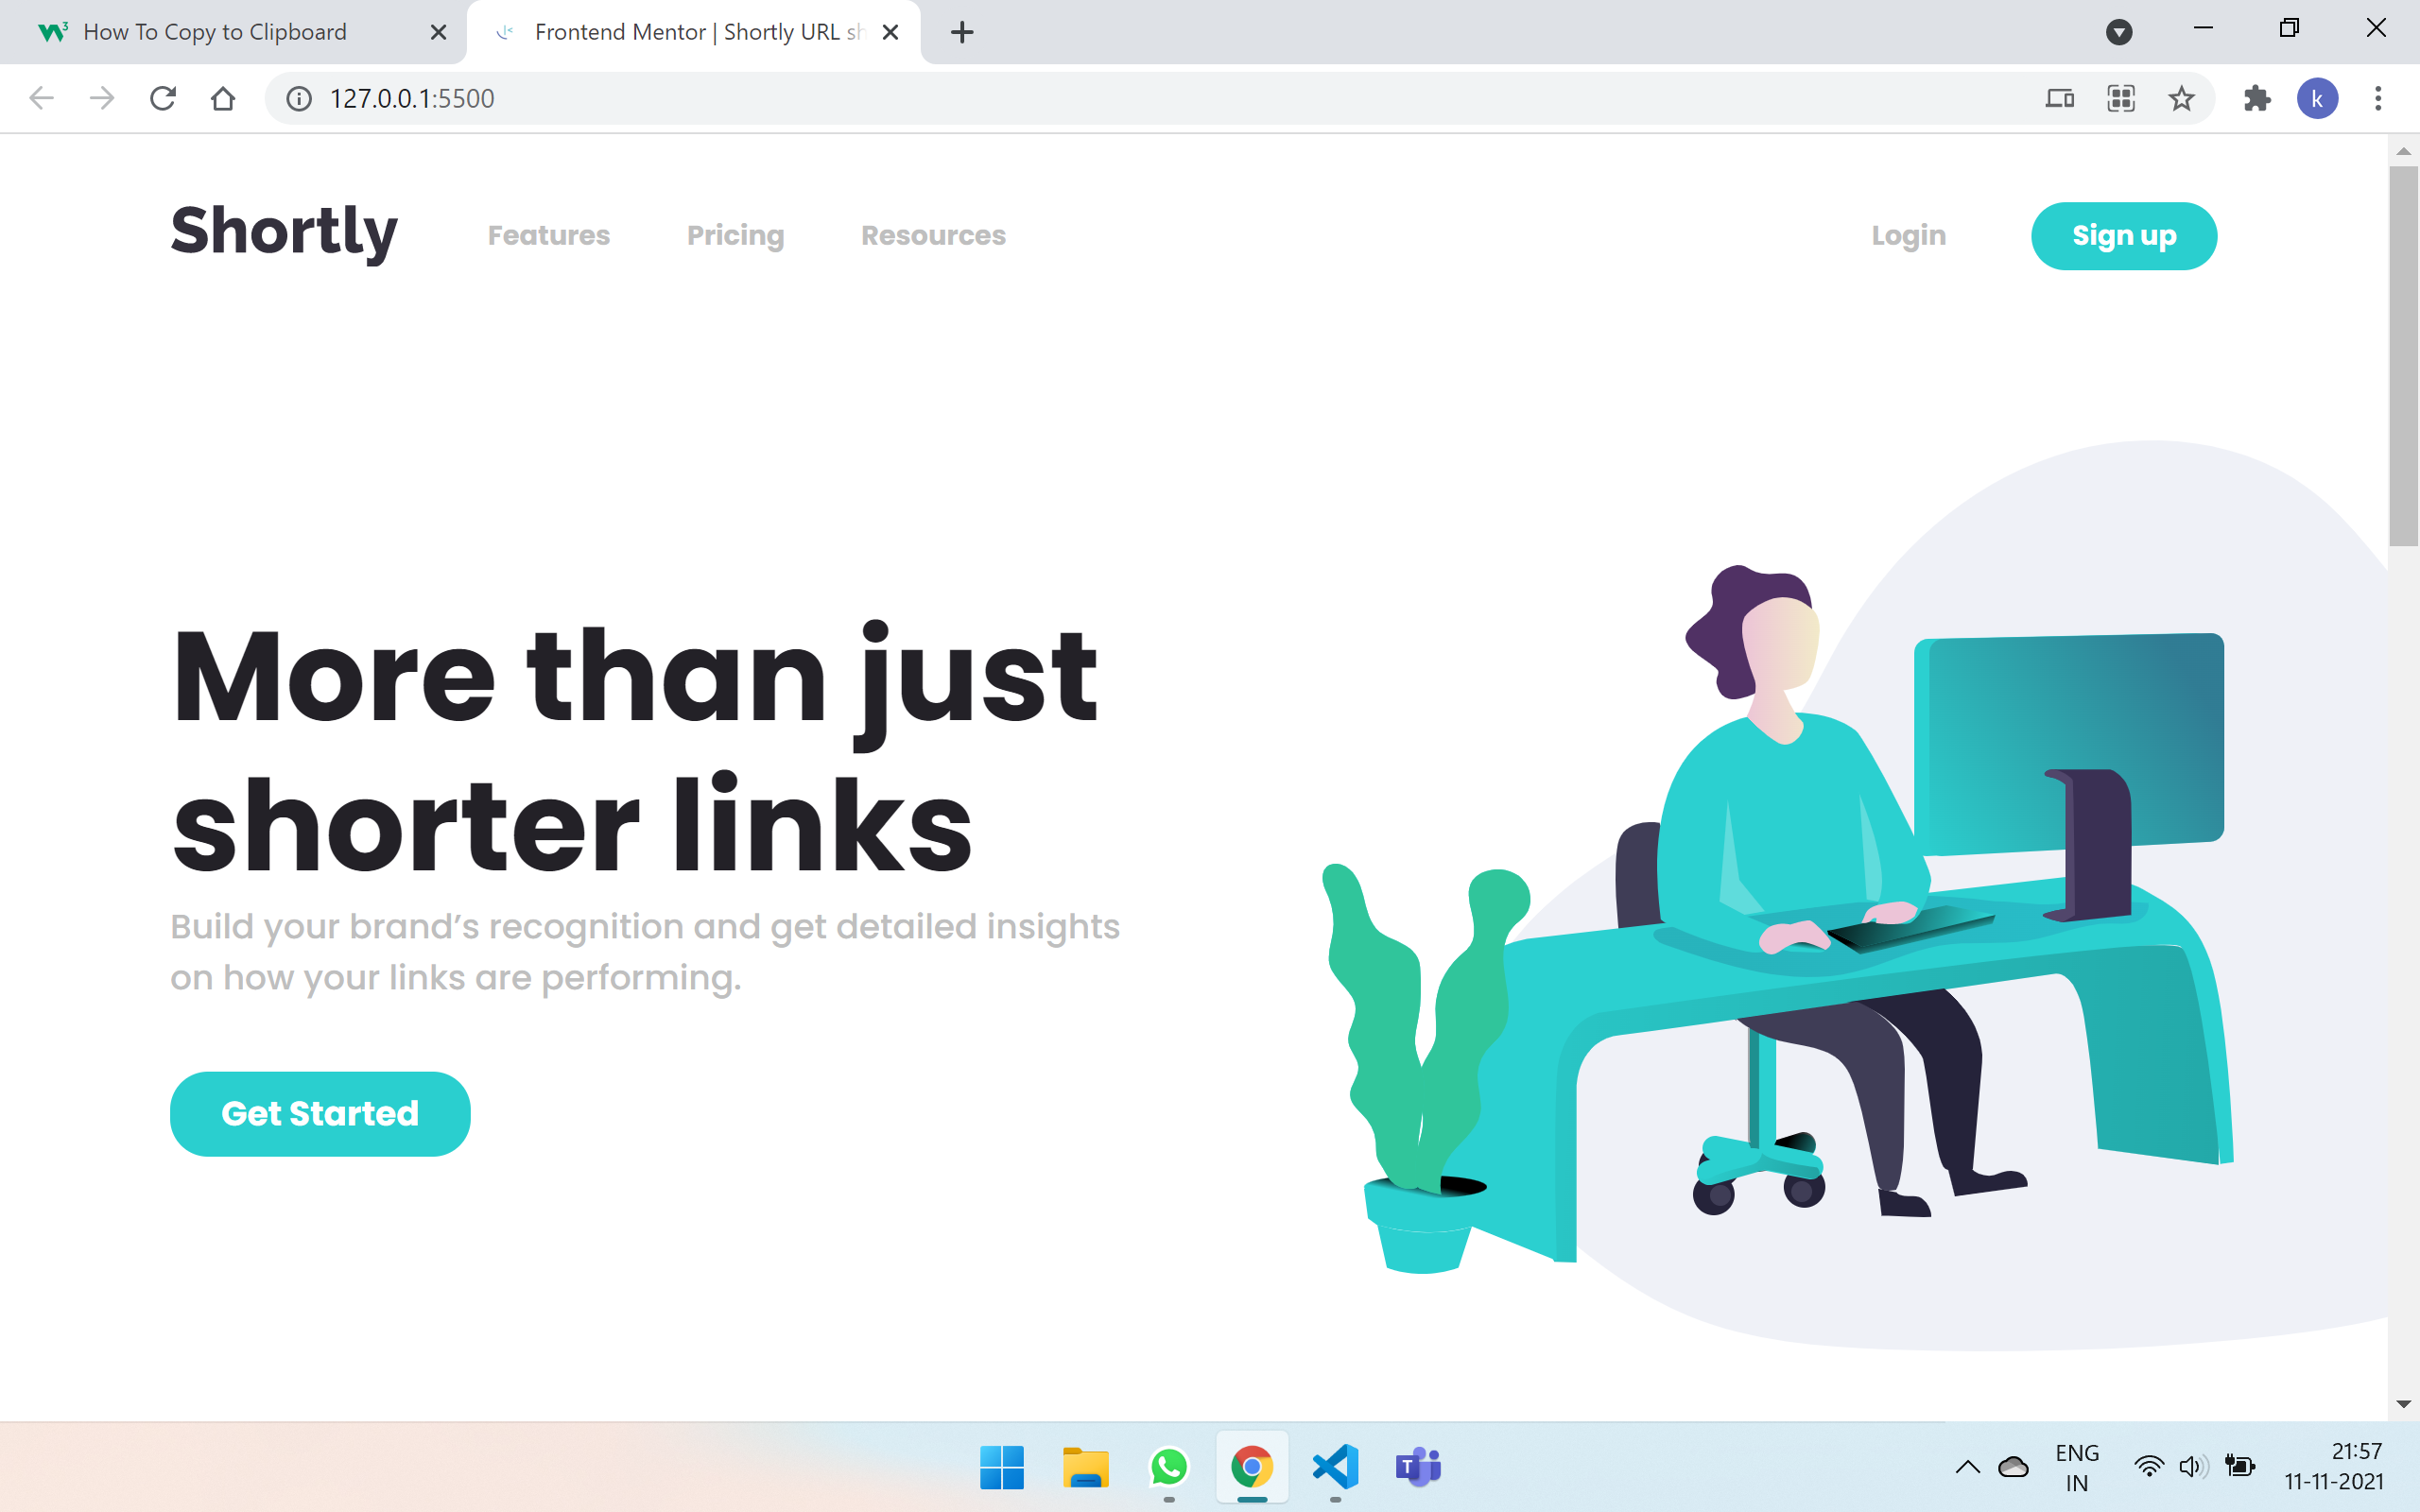 How To Copy to Clipboard
Frontend Mentor | Shortly URL sh
127.0.0.1:5500
k
Shortly
Features
Pricing
Resources
Login
Sign up
More than just
shorter links
Build your brand’s recognition and get detailed insights
on how your links are performing.
Get Started
T
ENG
IN
21:57
11-11-2021